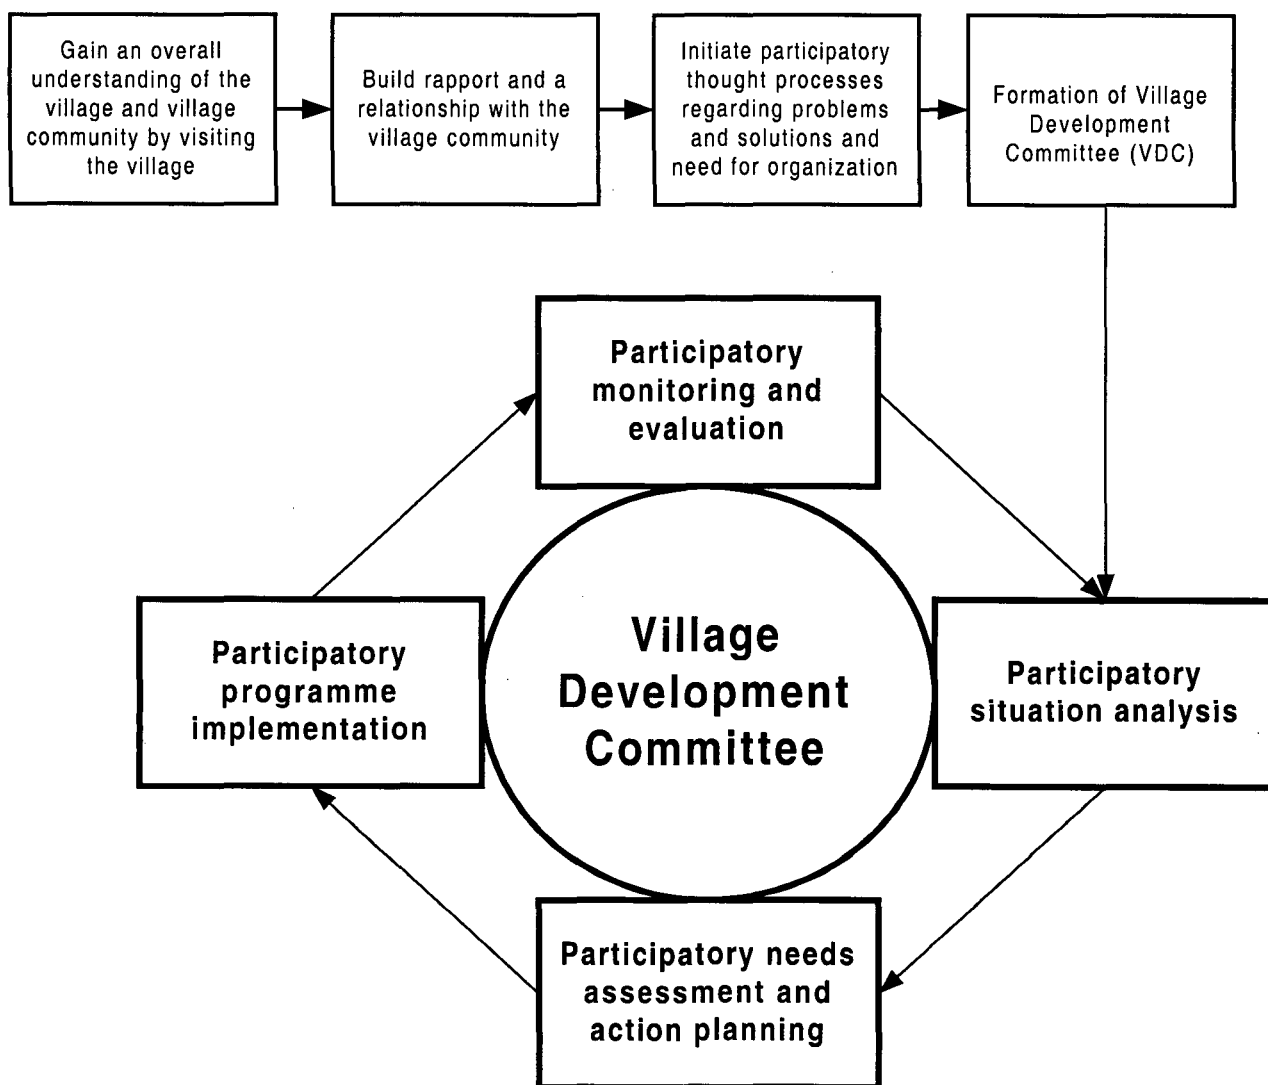 Gain an overall
understanding of the
village and village
community by visiting
the village
Build rapport and a
relationship with the
village community
Initiate participatory
thought processes
regarding problems
and solutions and
need for organization
Formation of Village
Development
Committee (VDC)
Participatory
monitoring and
evaluation
Participatory
programme
implementation
Village
Development
Committee
Participatory
situation analysis
Participatory needs
assessment and
action planning